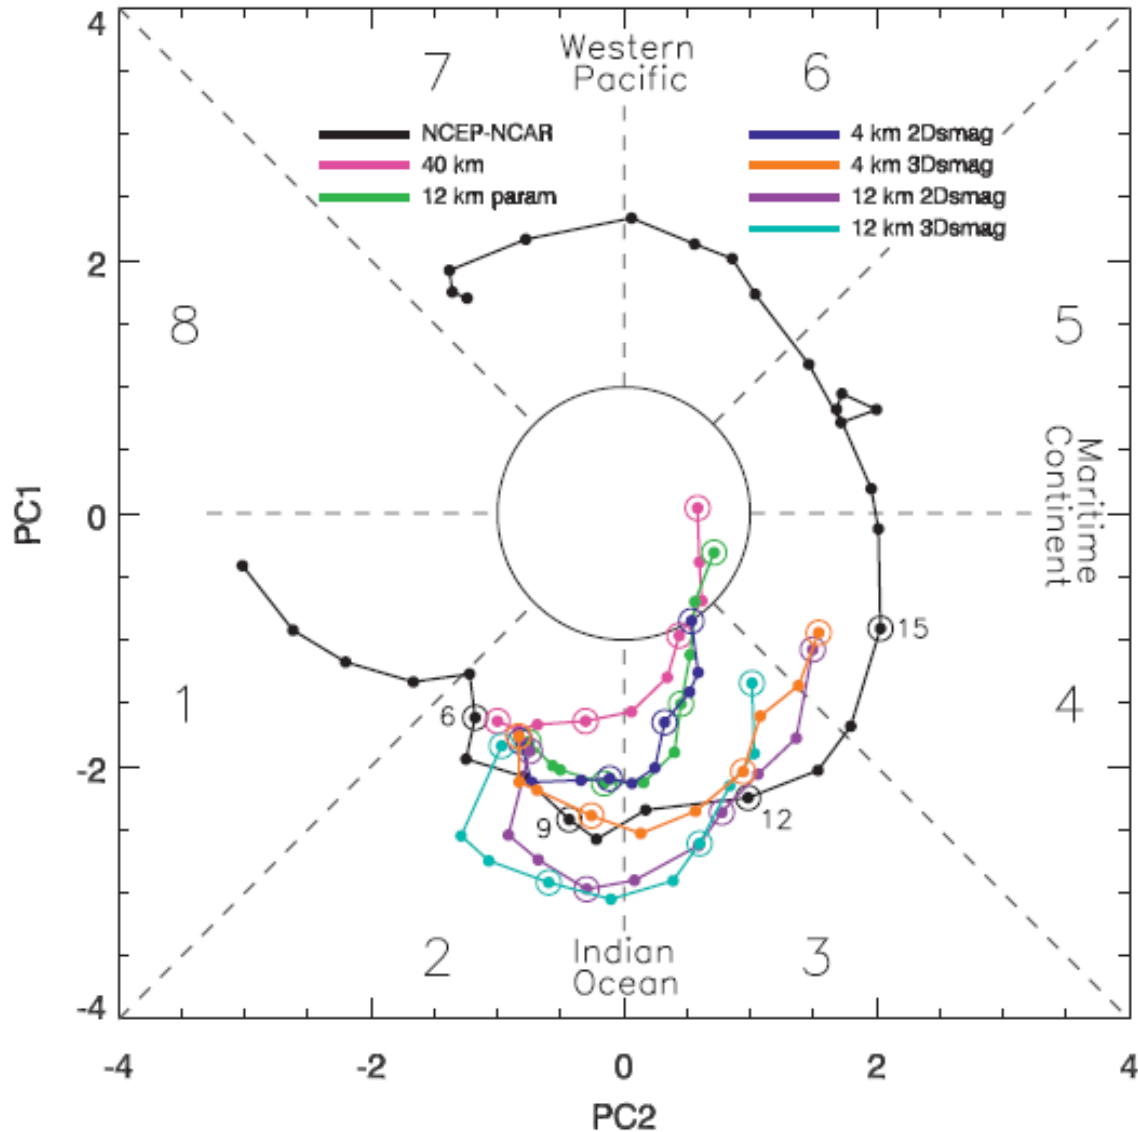 4
Western
Pacific
7
6
NCEP-NCAR
40 km
12 km param
4 km 2Dsmag
4 km 3Dsmag
12 km 2Dsmag
12 km 3Dsmag
2
8
5
Maritime
Continent
PC1
0
15
1
6
4
-2
9
12
2
Indian
Ocean
3
-4
-4
-2
0
2
4
PC2